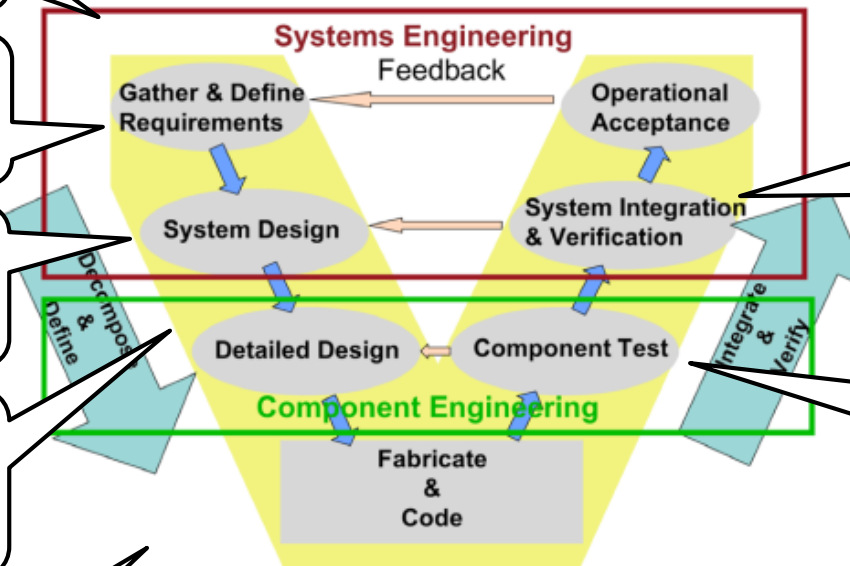 Systems Engineering
Feedback
Gather & Define
Requirements
Operational
Acceptance
System Design
System Integration
& Verification
Decompose
&
Define
Integrate
&
Verify
Detailed Design
Component Test
Component Engineering
Fabricate
&
Code